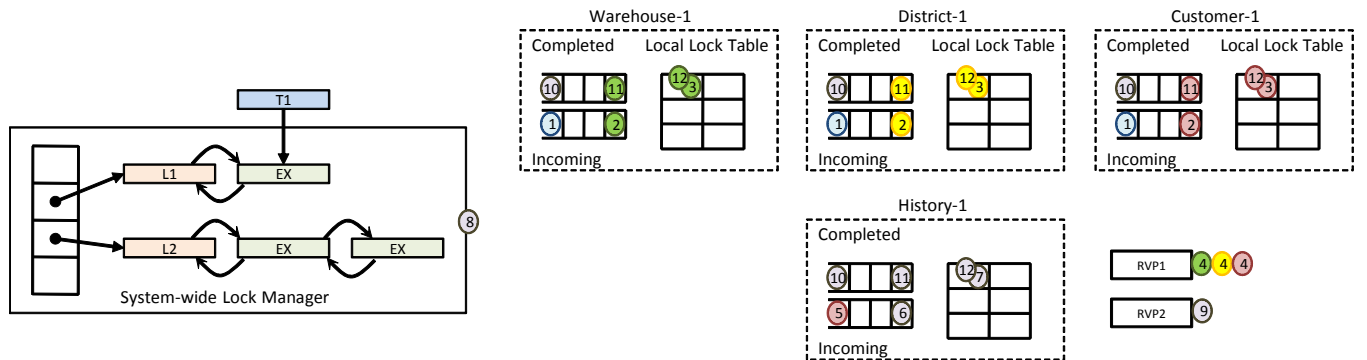 Warehouse-1
Completed
Local Lock Table
10
11
12
3
1
2
Incoming
District-1
Completed
Local Lock Table
10
11
12
3
1
2
Incoming
Customer-1
Completed
Local Lock Table
10
11
12
3
1
2
Incoming
T1
L1
EX
L2
EX
EX
8
System-wide Lock Manager
History-1
Completed
10
11
12
7
5
6
Incoming
RVP1
4
4
4
RVP2
9